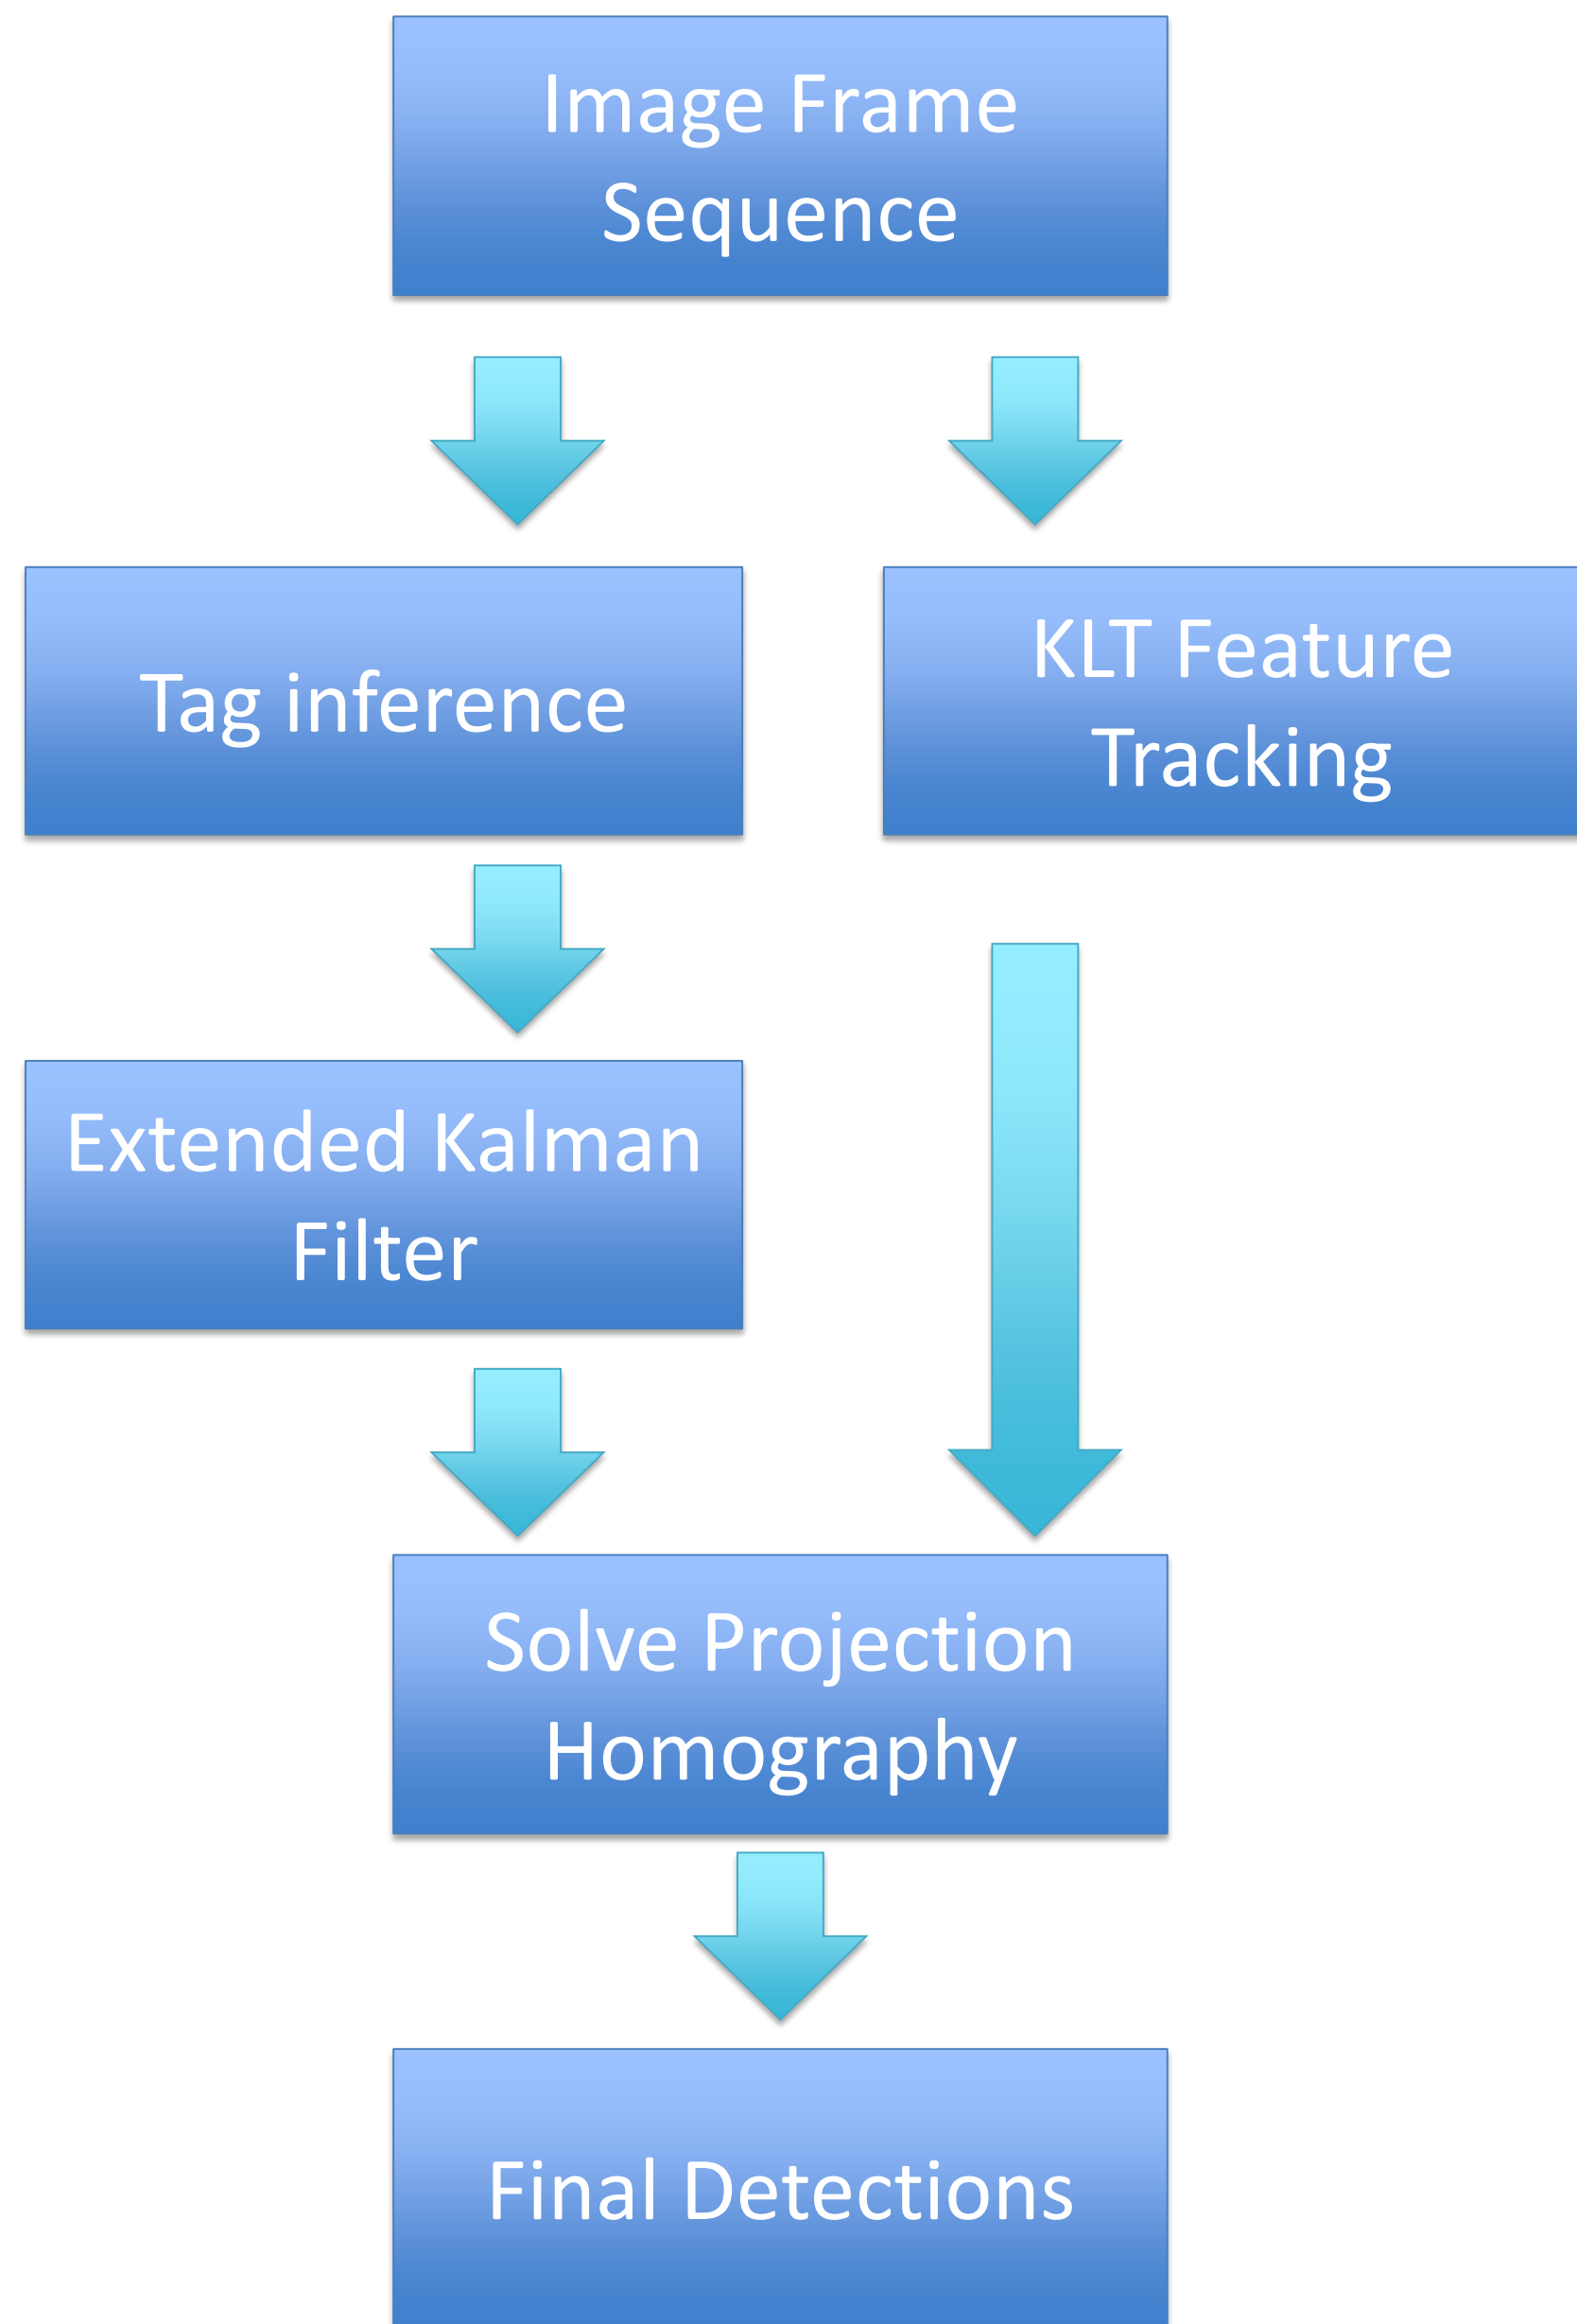 Image Frame
Sequence
Tag inference
KLT Feature
Tracking
Extended Kalman
Filter
Solve Projection
Homography
Final Detections